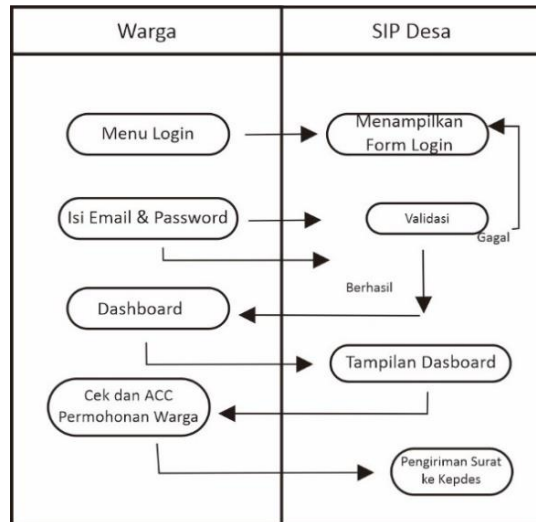 Warga
SIP Desa
Menu Login
Menampilkan
Form Login
Isi Email & Password
Validasi
Gagal
Berhasil
Dashboard
Tampilan Dasboard
Cek dan ACC
Permohonan Warga
Pengiriman Surat
ke Kepdes